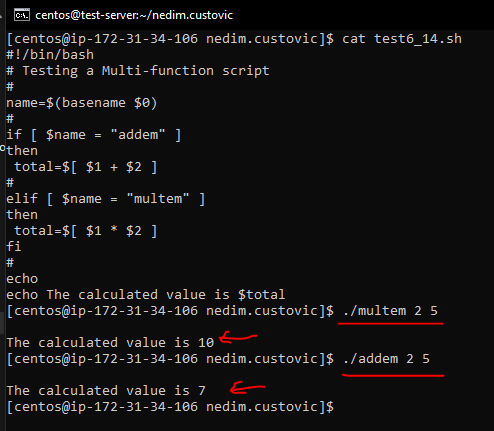 centos@test-server:~/nedim.custovic
[centos@ip-172-31-34-106 nedim.custovic]$ cat test6_14.sh
#!/bin/bash
# Testing a Multi-function script
#
name=$(basename $0)
#
if [ $name = "addem" ]
then
 total=$[ $1 + $2 ]
#
elif [ $name = "multem" ]
then
 total=$[ $1 * $2 ]
fi
#
echo
echo The calculated value is $total
[centos@ip-172-31-34-106 nedim.custovic]$ ./multem 2 5
The calculated value is 10
[centos@ip-172-31-34-106 nedim.custovic]$ ./addem 2 5
The calculated value is 7
[centos@ip-172-31-34-106 nedim.custovic]$